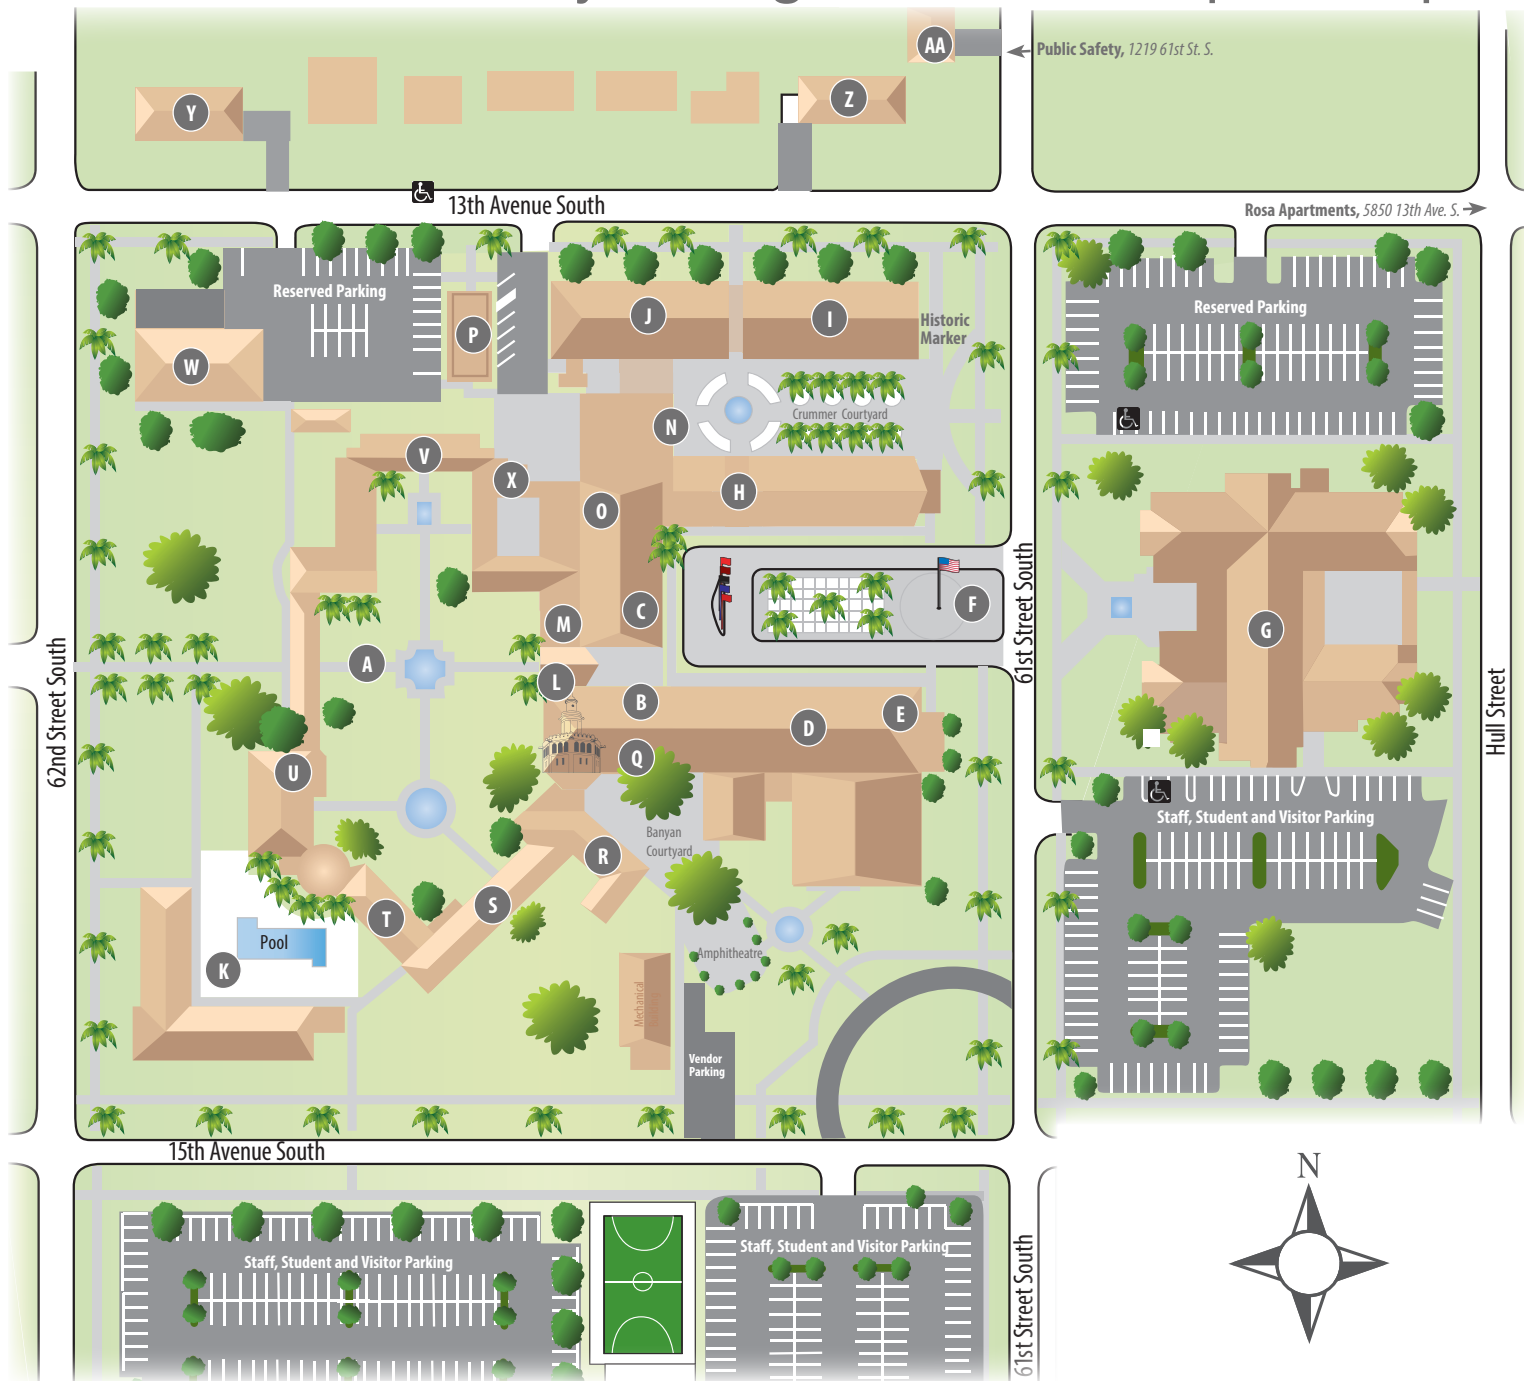 AA
Public Safety, 1219 61st St. S.
Y
Z
13th Avenue South
Rosa Apartments, 5850 13th Ave. S.
Reserved Parking
Reserved Parking
J
I
Historic
Marker
P
W
N
Crummer Courtyard
V
X
H
O
C
F
M
G
A
L
B
E
D
Q
U
61st Street South
62nd Street South
Hull Street
Staff, Student and Visitor Parking
Banyan
Courtyard
R
S
T
Pool
K
Amphitheatre
Mechanical
Vendor
Parking
15th Avenue South
N
Staff, Student and Visitor Parking
Staff, Student and Visitor Parking
61st Street South